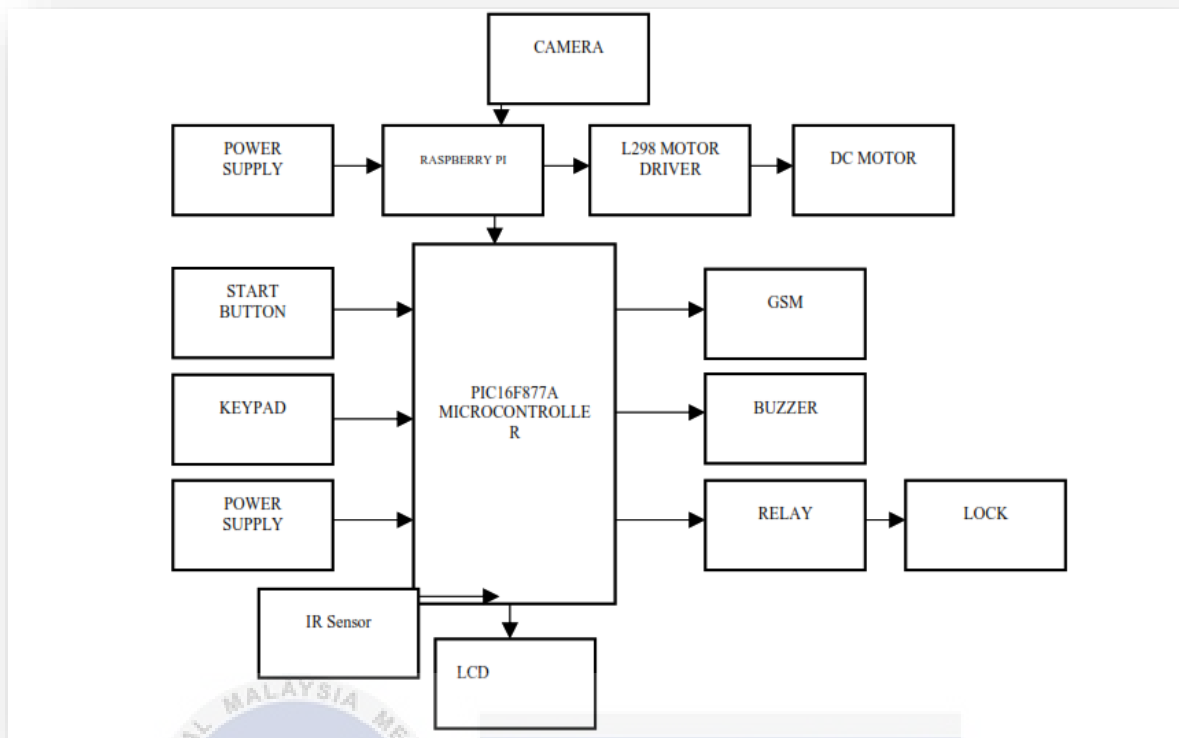 CAMERA
POWER
SUPPLY
RASPBERRY PI
L298 MOTOR
DRIVER
DC MOTOR
START
BUTTON
GSM
KEYPAD
PIC16F877A
MICROCONTROLLE
R
BUZZER
POWER
SUPPLY
RELAY
LOCK
IR Sensor
LCD
MALAYSIA